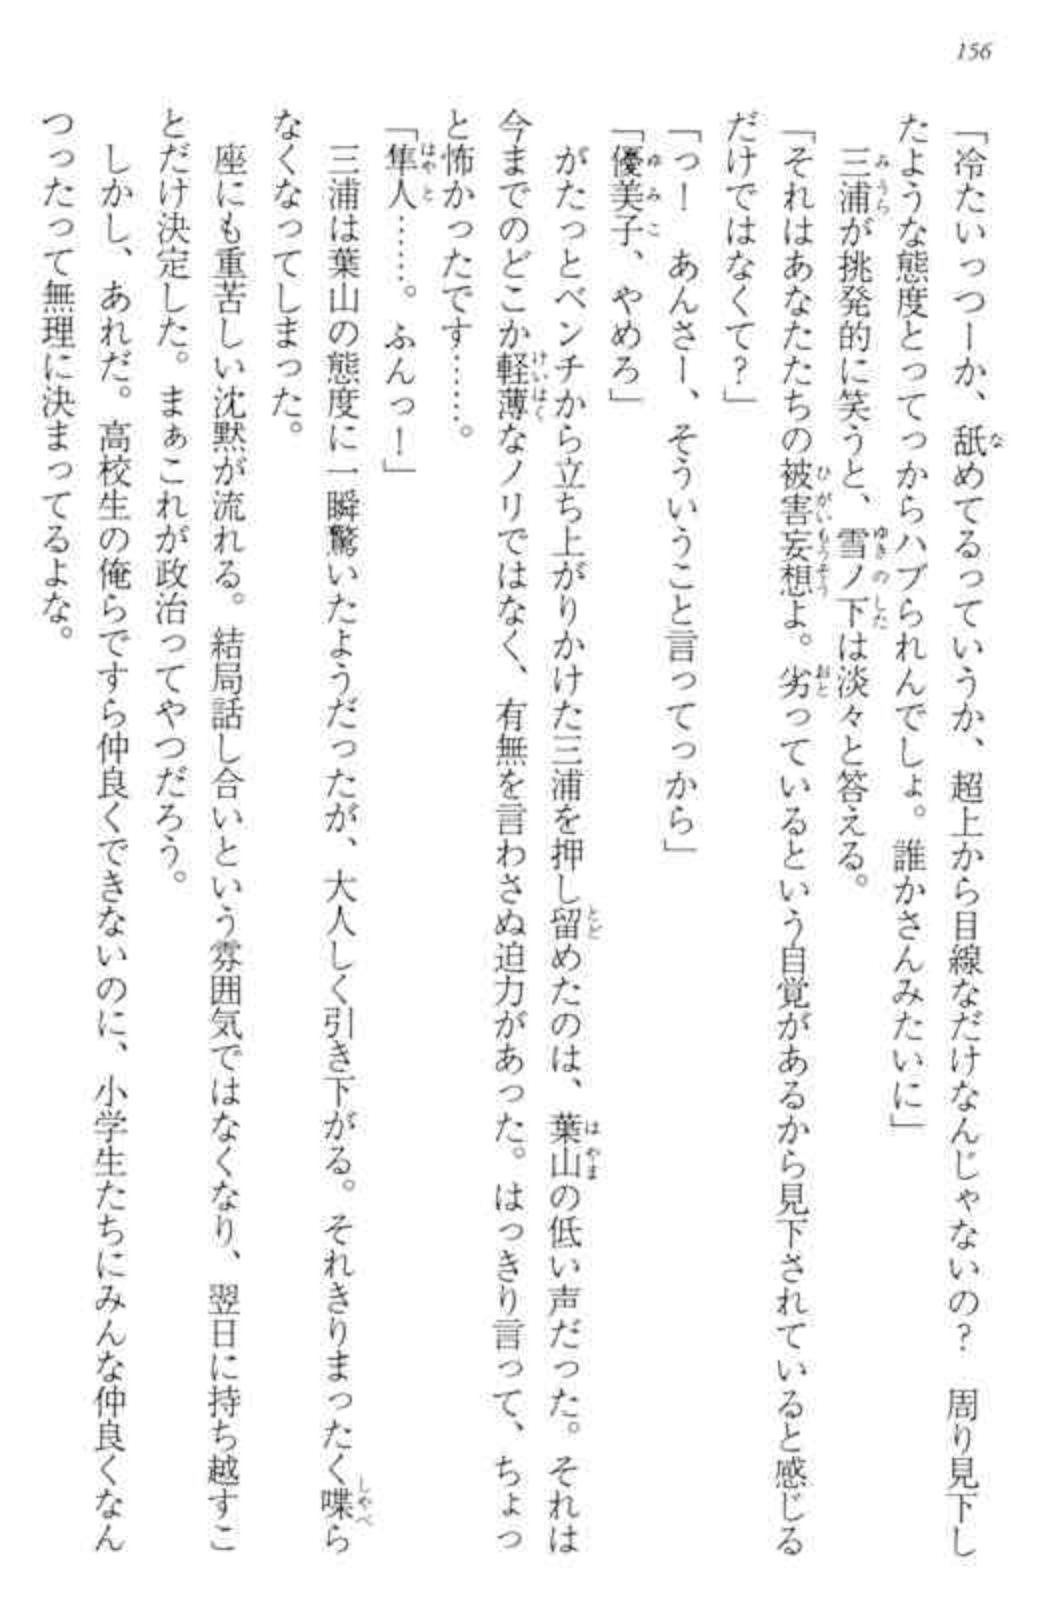 156
「冷たいっつーか、舐めてるっていうか、超上から目線なだけなんじゃないの？　周り見下し
たような態度とってっからハブられんでしょ。誰かさんみたいに」
　三浦が挑発的に笑うと、雪ノ下は淡々と答える。
「それはあなたたちの被害妄想よ。劣っているという自覚があるから見下されていると感じる
だけではなくて？」
「っー　あんさー、そういうこと言ってっから」
「優美子、やめろ」
　がたっとベンチから立ち上がりかけた三浦を押し留めたのは、葉山の低い声だった。それは
今までのどこか軽薄なノリではなく、有無を言わさぬ迫力があった。はっきり言って、ちょっ
と怖かったです……。
「隼人……。ふんっ！」
　三浦は葉山の態度に一瞬驚いたようだったが、大人しく引き下がる。それきりまったく喋ら
なくなってしまった。
　座にも重苦しい沈黙が流れる。結局話し合いという雰囲気ではなくなり、翌日に持ち越すこ
とだけ決定した。まぁこれが政治ってやつだろう。
　しかし、あれだ。高校生の俺らですら仲良くできないのに、小学生たちにみんな仲良くなん
つったって無理に決まってるよな。